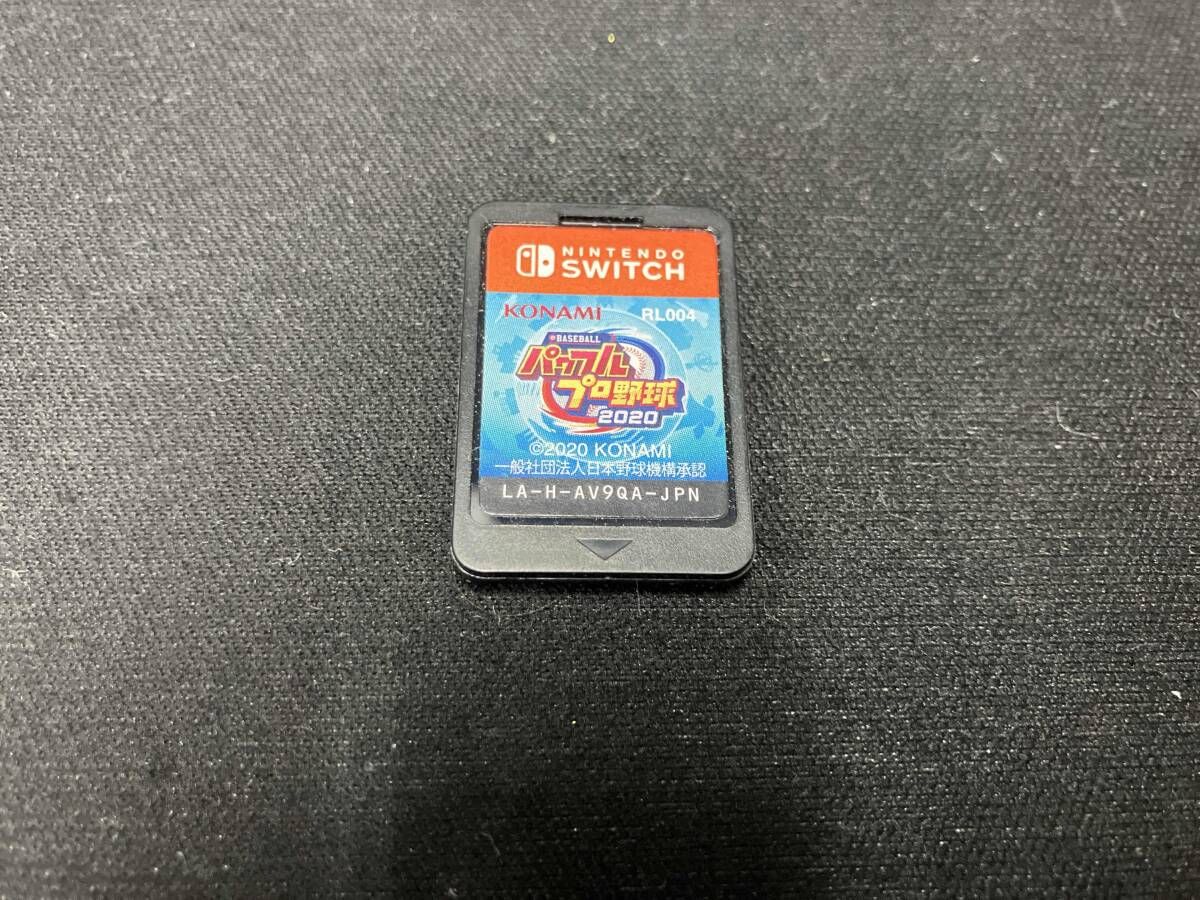 NINTENDO
SWITCH
KONAMI RL004
BASEBALL
パワフル
プロ野球
2020
©2020 KONAMI
一般社団法人日本野球機構承認
LA-H-AV9QA-JPN